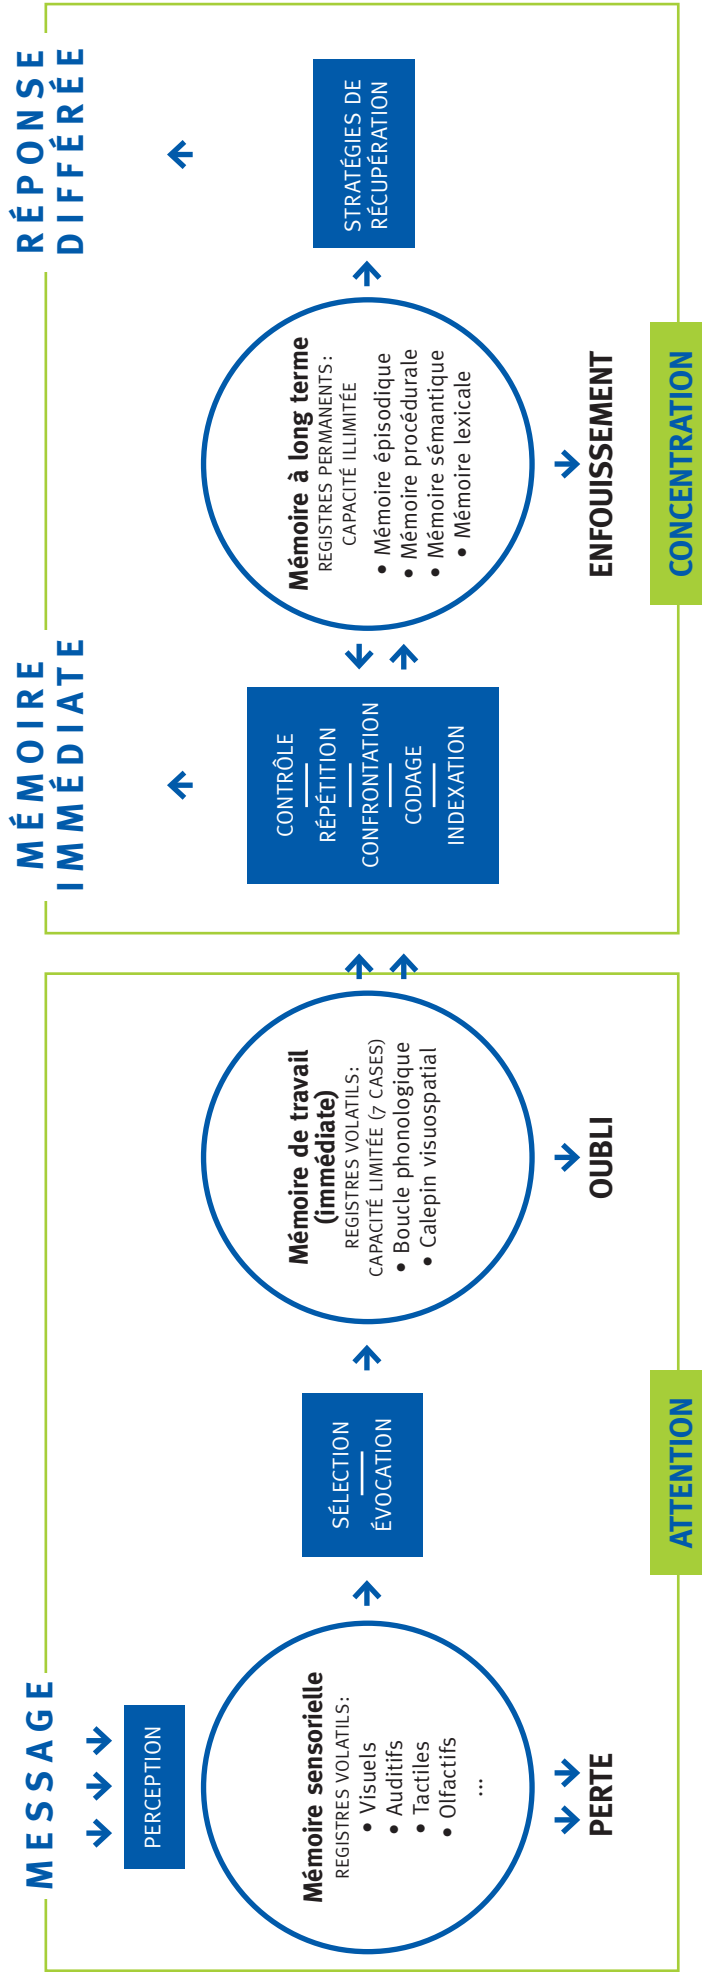 MESSAGE
PERCEPTION
Mémoire sensorielle
REGISTRES VOLATILS:
• Visuels
• Auditifs
• Tactiles
• Olfactifs
...
PERTE
SÉLECTION
ÉVOCATION
Mémoire de travail
(immédiate)
REGISTRES VOLATILS:
CAPACITÉ LIMITÉE (7 CASES)
• Boucle phonologique
• Calepin visuospatial
OUBLI
ATTENTION
MÉMOIRE
IMMÉDIATE
CONTRÔLE
RÉPÉTITION
CONFRONTATION
CODAGE
INDEXATION
Mémoire à long terme
REGISTRES PERMANENTS:
CAPACITÉ ILLIMITÉE
• Mémoire épisodique
• Mémoire procédurale
• Mémoire sémantique
• Mémoire lexicale
ENFOUISSEMENT
RÉPONSE
DIFFÉRÉE
STRATÉGIES DE
RÉCUPÉRATION
CONCENTRATION